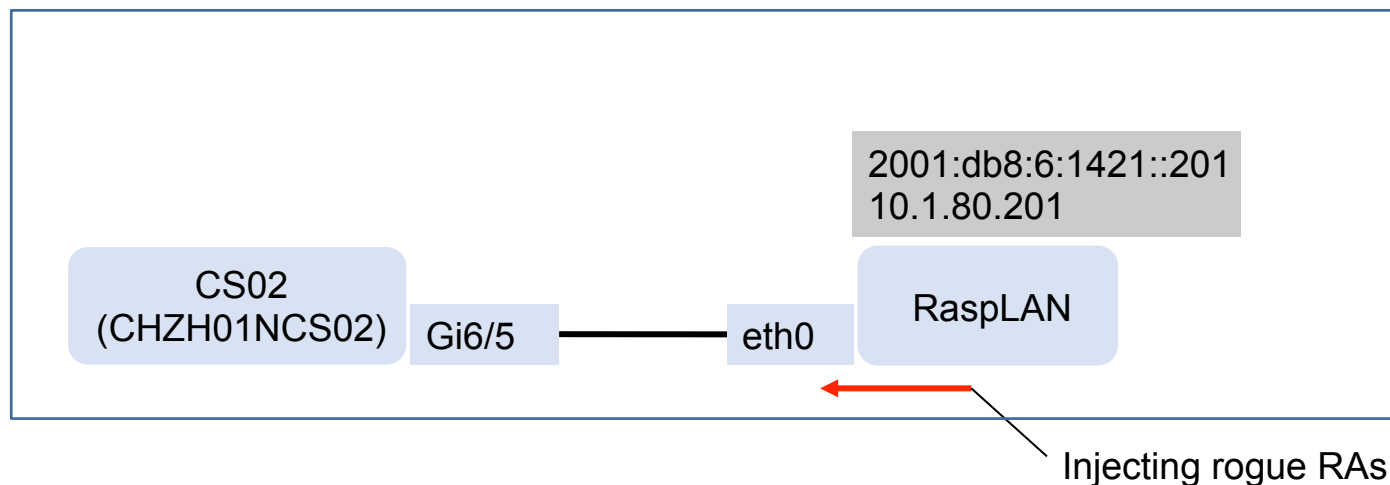 2001:db8:6:1421::201
10.1.80.201
CS02
(CHZH01NCS02)
Gi6/5
eth0
RaspLAN
Injecting rogue RAs